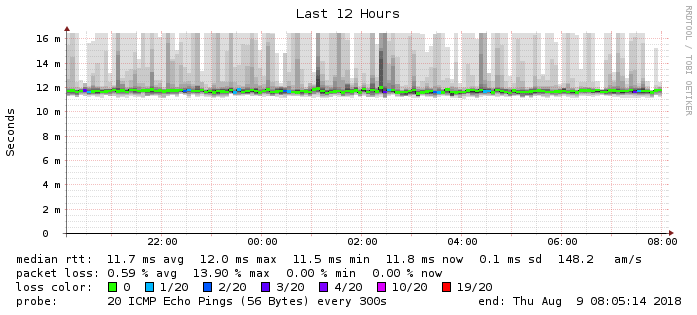 Last 12 Hours
RRDTOOL / TOBI OETIKER
Seconds
16 m
14 m
12 m
10 m
8 m
6 m
4 m
2 m
0
22:00 00:00 02:00 04:00 06:00 08:00
median rtt: 11.7 ms avg 12.0 ms max 11.5 ms min 11.8 ms now 0.1 ms sd 148.2 am/s
packet loss: 0.59 % avg 13.90 % max 0.00 % min 0.00 % now
loss color: 0 1/20 2/20 3/20 4/20 10/20 19/20
probe: 20 ICMP Echo Pings (56 Bytes) every 300s end: Thu Aug 9 08:05:14 2018